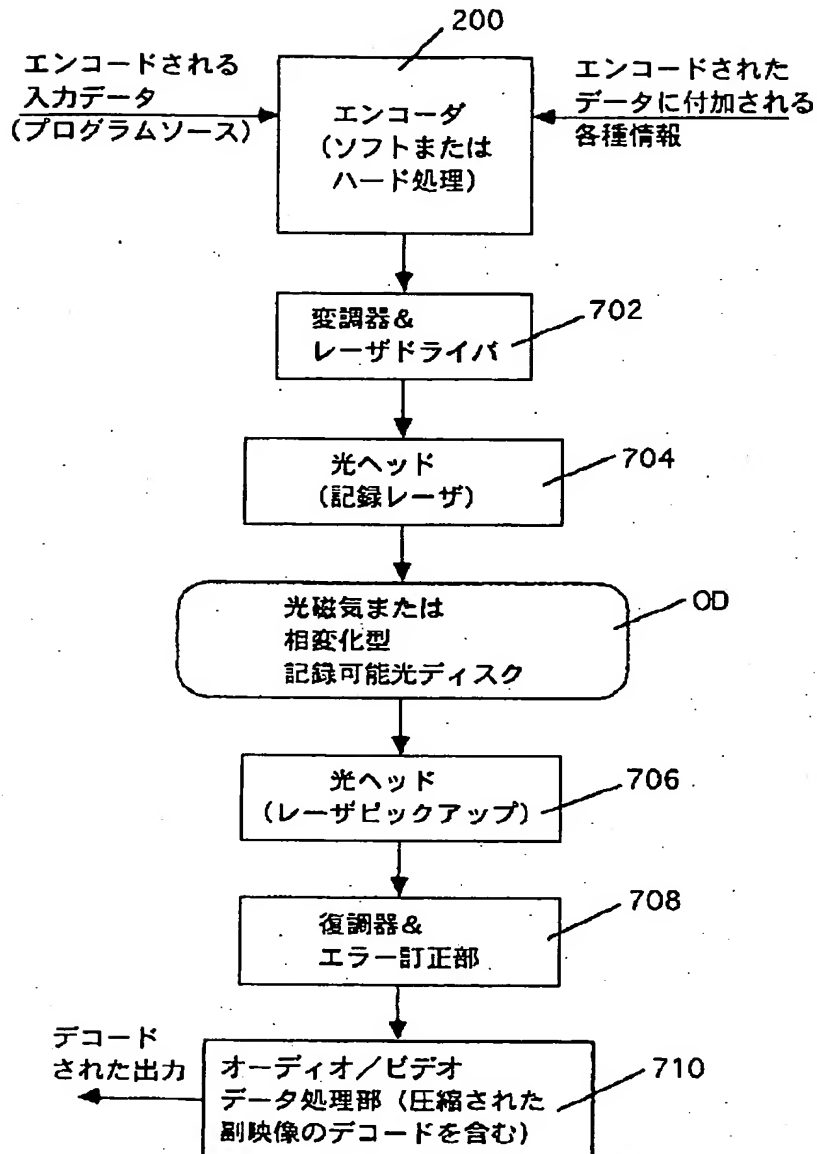 200
エンコードされる
入力データ
(プログラムソース)
エンコーダ
(ソフトまたは
ハード処理)
エンコードされた
データに付加される
各種情報
変調器&
レーザドライバ
702
光ヘッド
(記録レーザ)
704
光磁気または
相変化型
記録可能光ディスク
OD
光ヘッド
(レーザピックアップ)
706
復調器&
エラー訂正部
708
デコード
された出力
オーディオ/ビデオ
データ処理部(圧縮された
副映像のデコードを含む)
710